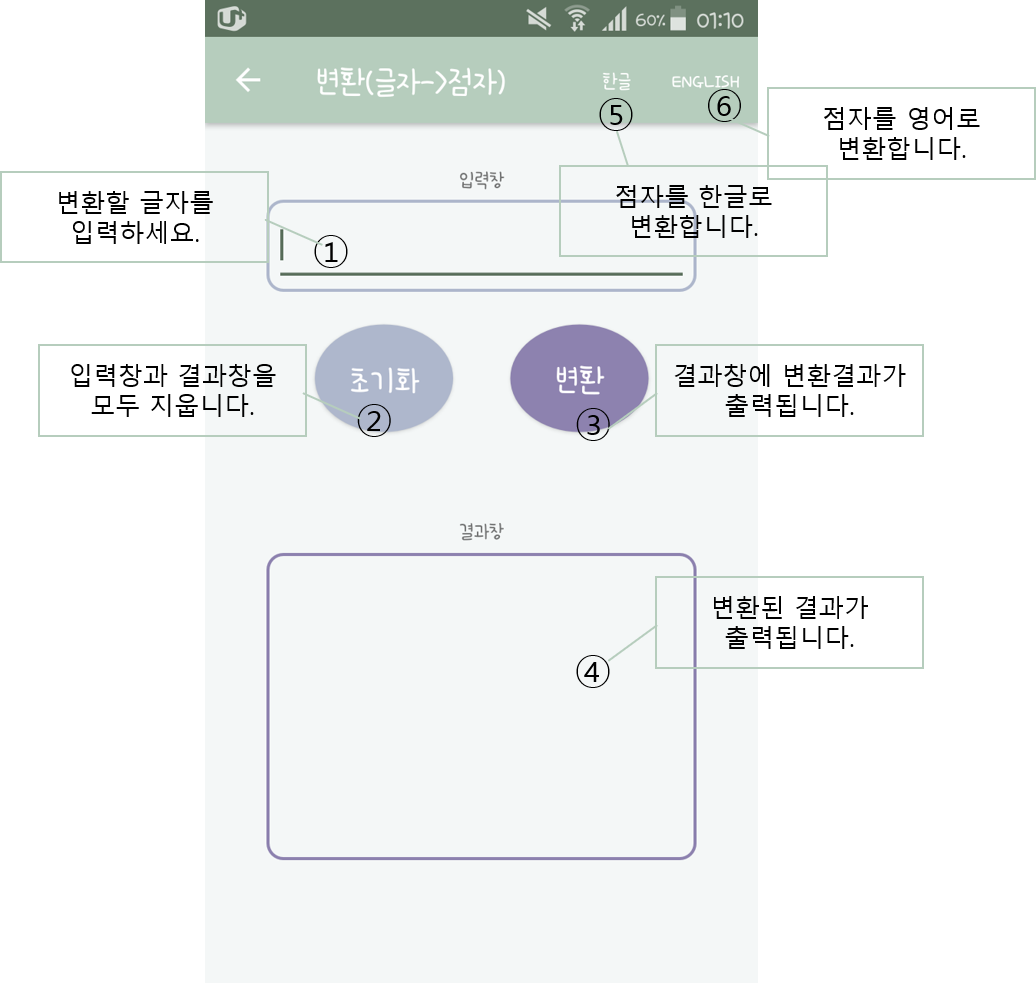 60% 01:10
변환(글자->점자) 한글 ENGLISH
⑤ ⑥
점자를 영어로
변환합니다.
입력창
변환할 글자를
입력하세요.
점자를 한글로
변환합니다.
①
초기화 변환
입력창과 결과창을
모두 지웁니다.
② ③
결과창에 변환결과가
출력됩니다.
결과창
변환된 결과가
출력됩니다.
④